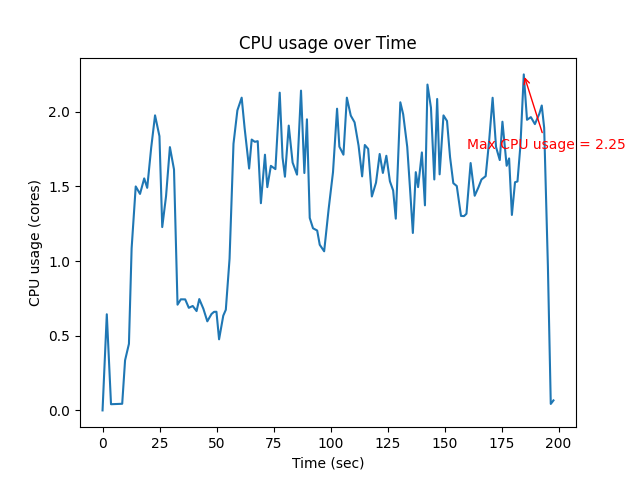 CPU usage over Time
2.0
1.5
1.0
0.5
0.0
CPU usage (cores)
Max CPU usage = 2.25
0 25 50 75 100 125 150 175 200
Time (sec)